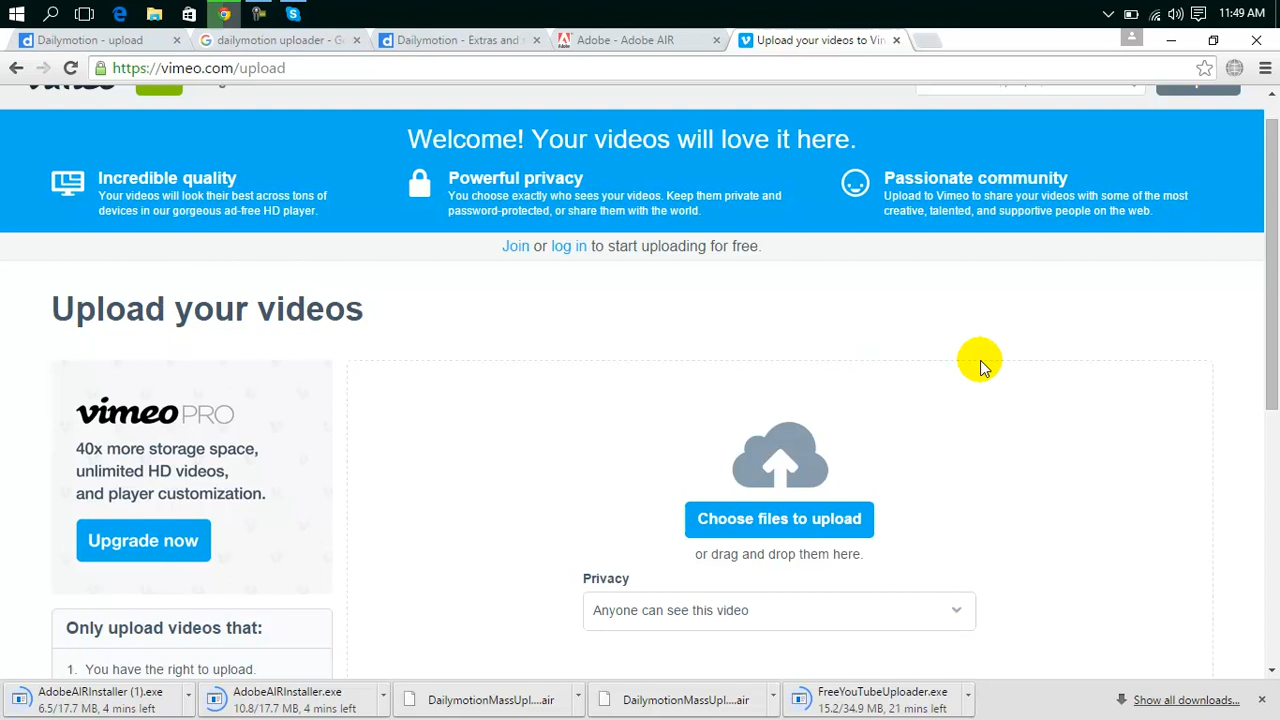 11:49 AM
Dailymotion - upload
dailymotion uploader - G
Dailymotion - Extras and
Adobe - Adobe AIR
Upload your videos to Vin
https://vimeo.com/upload
Welcome! Your videos will love it here.
Incredible quality
Your videos will look their best across tons of
devices in our gorgeous ad-free HD player.
Powerful privacy
You choose exactly who sees your videos. Keep them private and
password-protected, or share them with the world.
Passionate community
Upload to Vimeo to share your videos with some of the most
creative, talented, and supportive people on the web.
Join or log in to start uploading for free.
Upload your videos
vimeo PRO
40x more storage space,
unlimited HD videos,
and player customization.
Upgrade now
Choose files to upload
or drag and drop them here.
Privacy
Anyone can see this video
Only upload videos that:
1. You have the right to upload.
AdobeAIRInstaller (1).exe
6.5/17.7 MB, 4 mins left
AdobeAIRInstaller.exe
10.8/17.7 MB, 4 mins left
DailymotionMassUpl....air
DailymotionMassUpl....air
FreeYouTubeUploader.exe
15.2/34.9 MB, 21 mins left
Show all downloads...